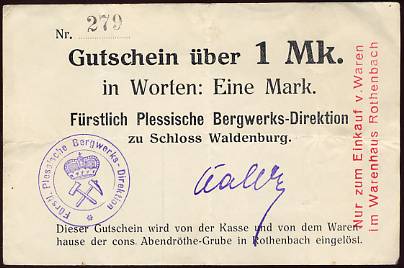 Nr. 279
Gutschein über 1 Mk.
in Worten: Eine Mark.
Fürstlich Plessische Bergwerks-Direktion
zu Schloss Waldenburg.
Fürstl. Plessische Bergwerks-Direktion
Dieser Gutschein wird von der Kasse und von dem Waren
hause der cons. Abendröthe-Grube in Rothenbach eingelöst.
Nur zum Einkauf v. Waren
im Warenhaus Rothenbach